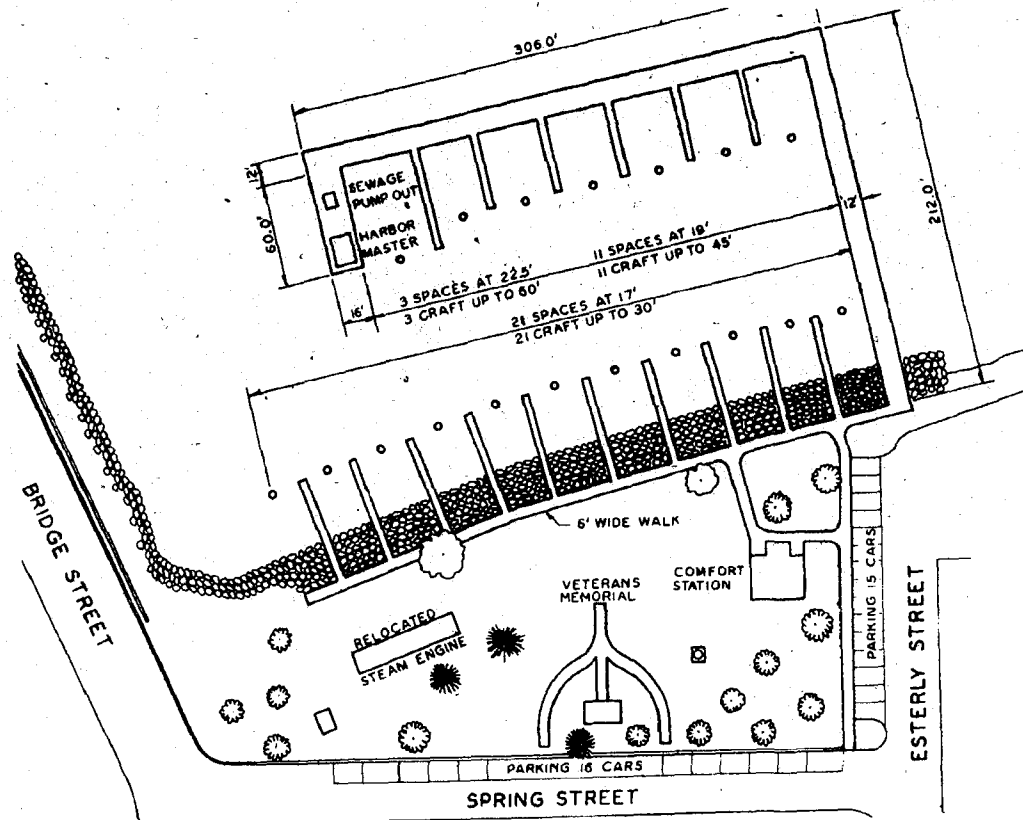 306.0'
12'
SEWAGE
PUMP OUT
60.0'
HARBOR
MASTER
12'
212.0'
11 SPACES AT 19'
11 CRAFT UP TO 45'
16'
3 SPACES AT 22.5'
3 CRAFT UP TO 60'
21 SPACES AT 17'
21 CRAFT UP TO 30'
BRIDGE STREET
6' WIDE WALK
COMFORT
STATION
VETERANS
MEMORIAL
RELOCATED
STEAM ENGINE
PARKING 15 CARS
ESTERLY STREET
PARKING 16 CARS
SPRING STREET